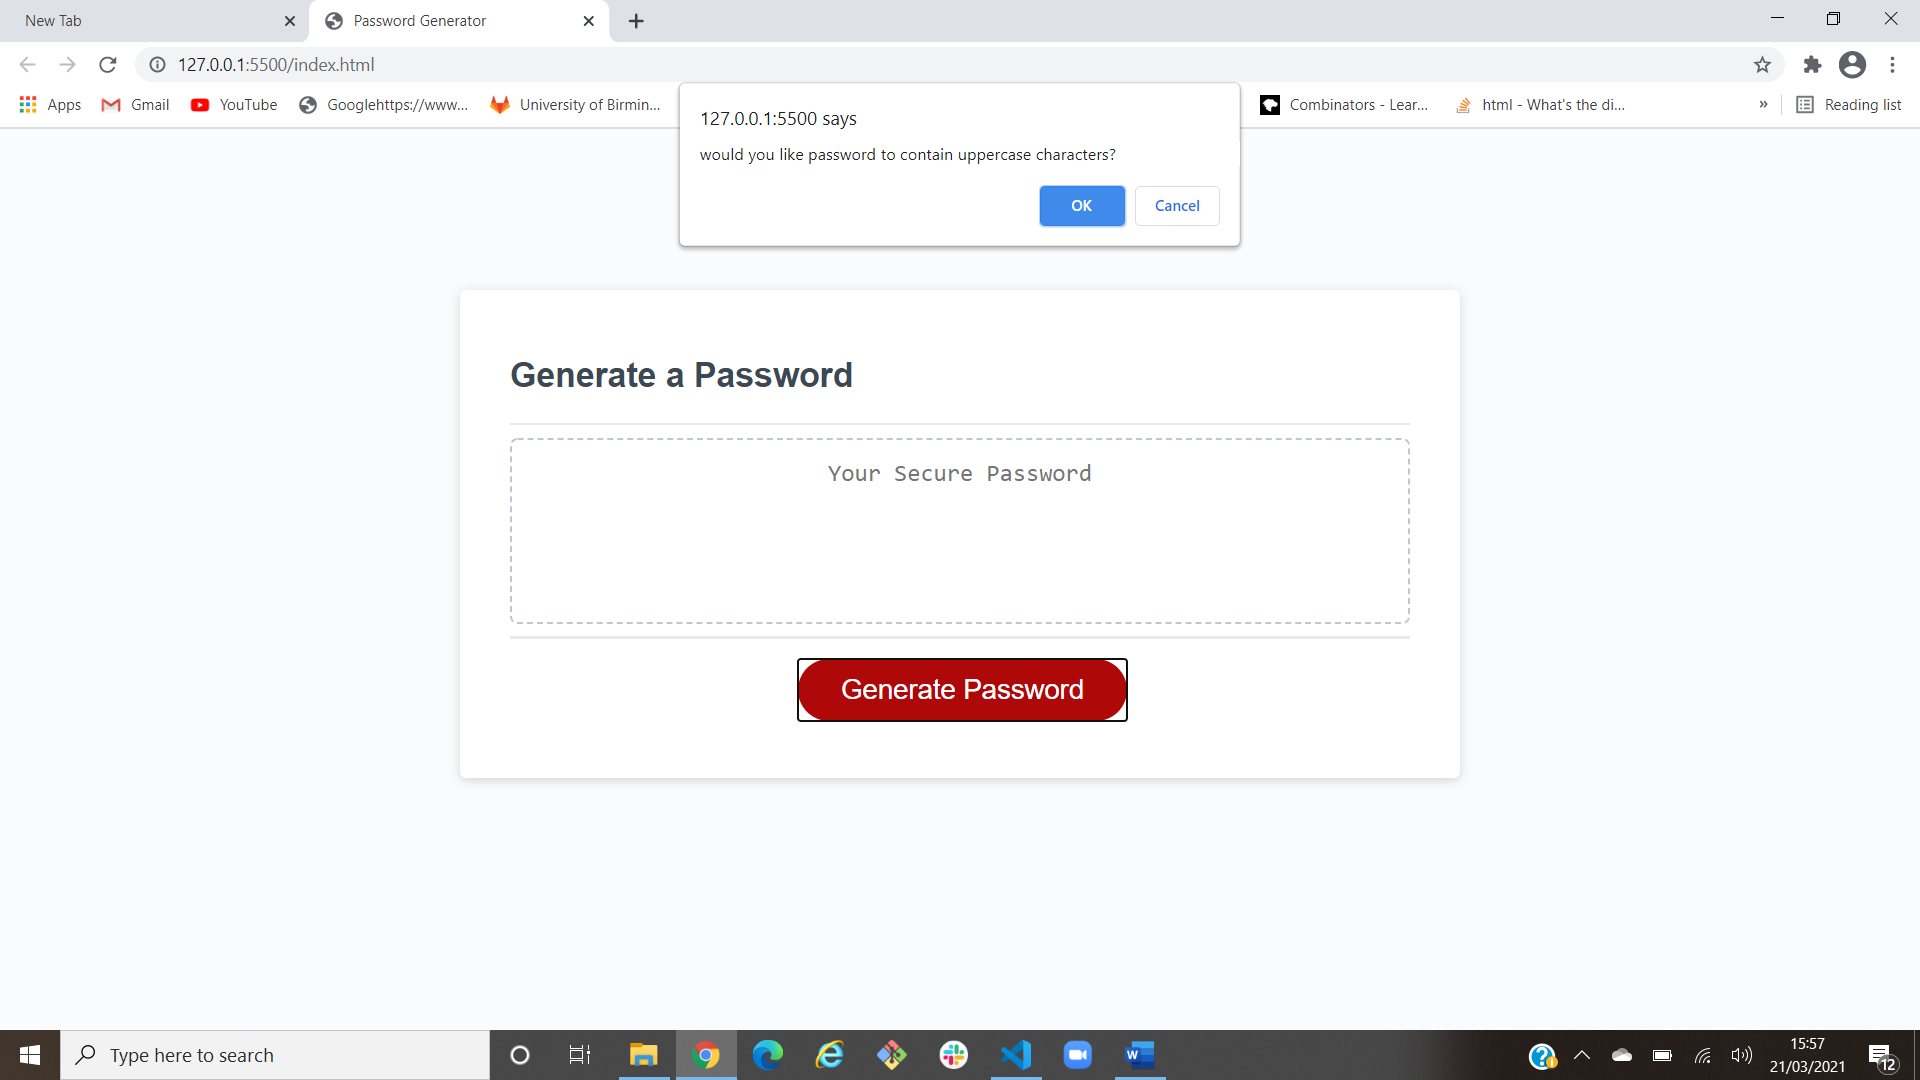 New Tab
Password Generator
127.0.0.1:5500/index.html
Apps
Gmail
YouTube
Googlehttps://www...
University of Birmin...
Combinators - Lear...
html - What's the di...
»
Reading list
127.0.0.1:5500 says
would you like password to contain uppercase characters?
OK
Cancel
Generate a Password
Your Secure Password
Generate Password
Type here to search
15:57
21/03/2021
12